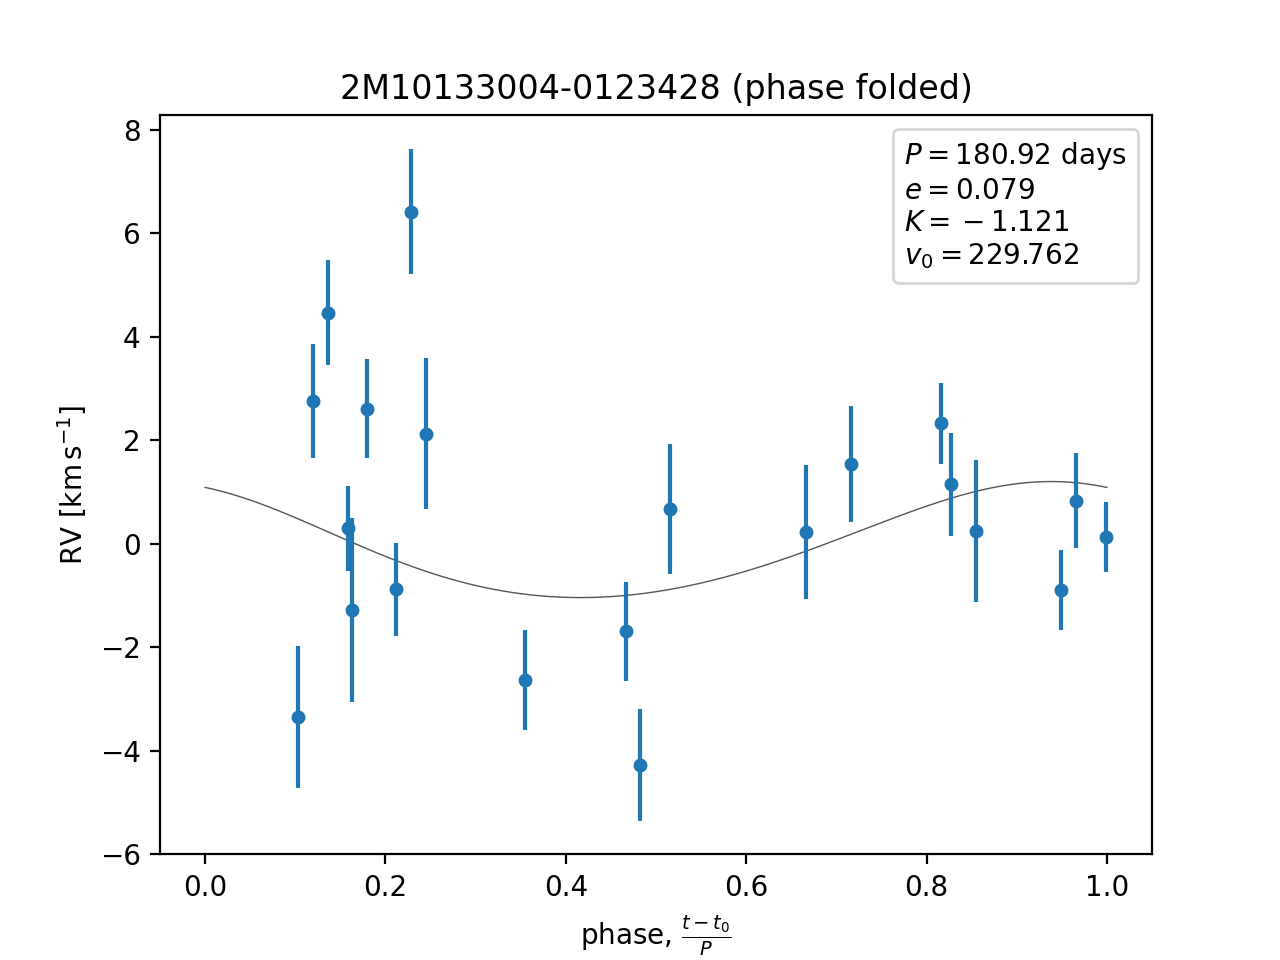 2M10133004-0123428 (phase folded)
P = 180.92 days
e = 0.079
K = −1.121
v₀ = 229.762
RV [km s⁻¹]
8
6
4
2
0
−2
−4
−6
0.0 0.2 0.4 0.6 0.8 1.0
phase, (t − t₀)/P